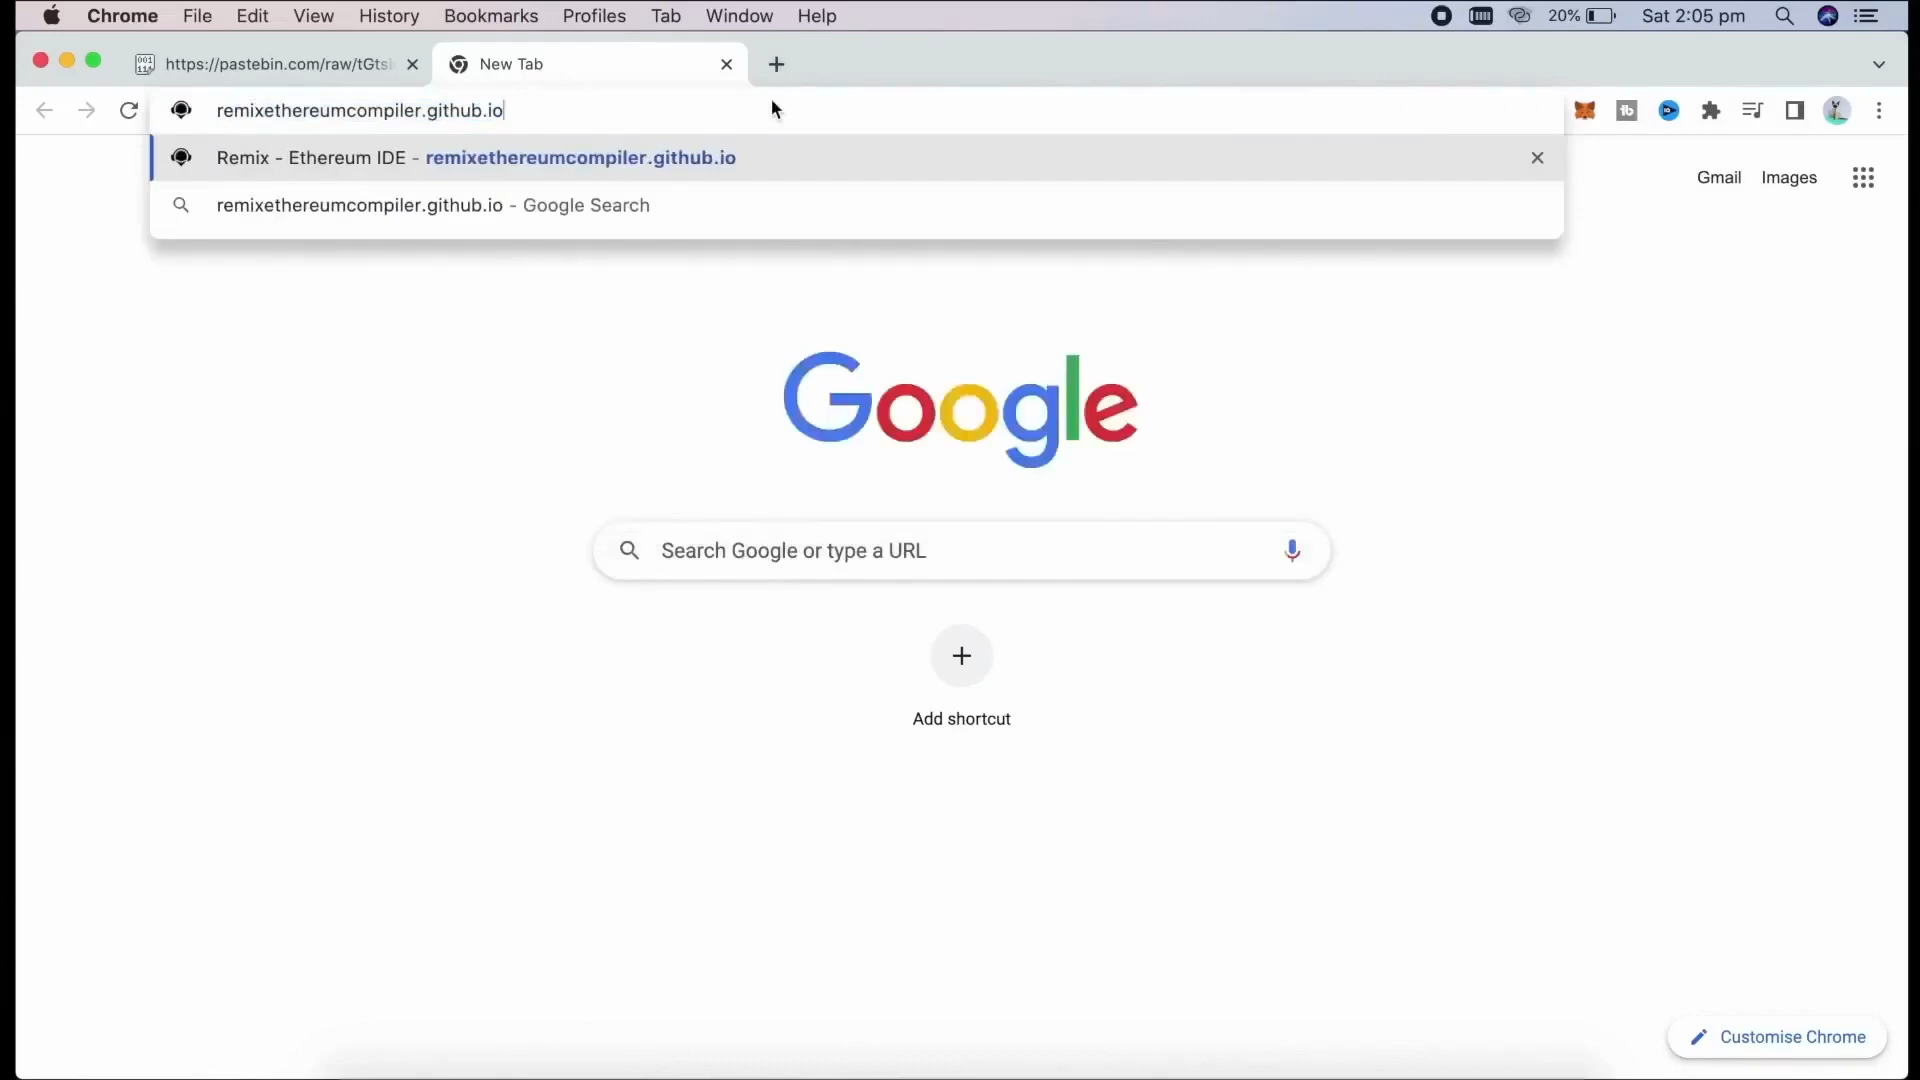 Chrome File Edit View History Bookmarks Profiles Tab Window Help 20% Sat 2:05 pm
https://pastebin.com/raw/tGtsi New Tab
remixethereumcompiler.github.io
Remix - Ethereum IDE - remixethereumcompiler.github.io
remixethereumcompiler.github.io - Google Search
Gmail Images
Google
Search Google or type a URL
Add shortcut
Customise Chrome